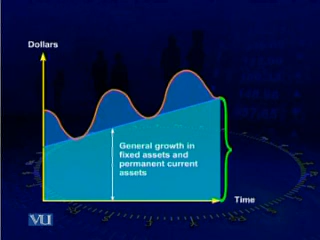 Dollars
General growth in
fixed assets and
permanent current
assets
Time
VU